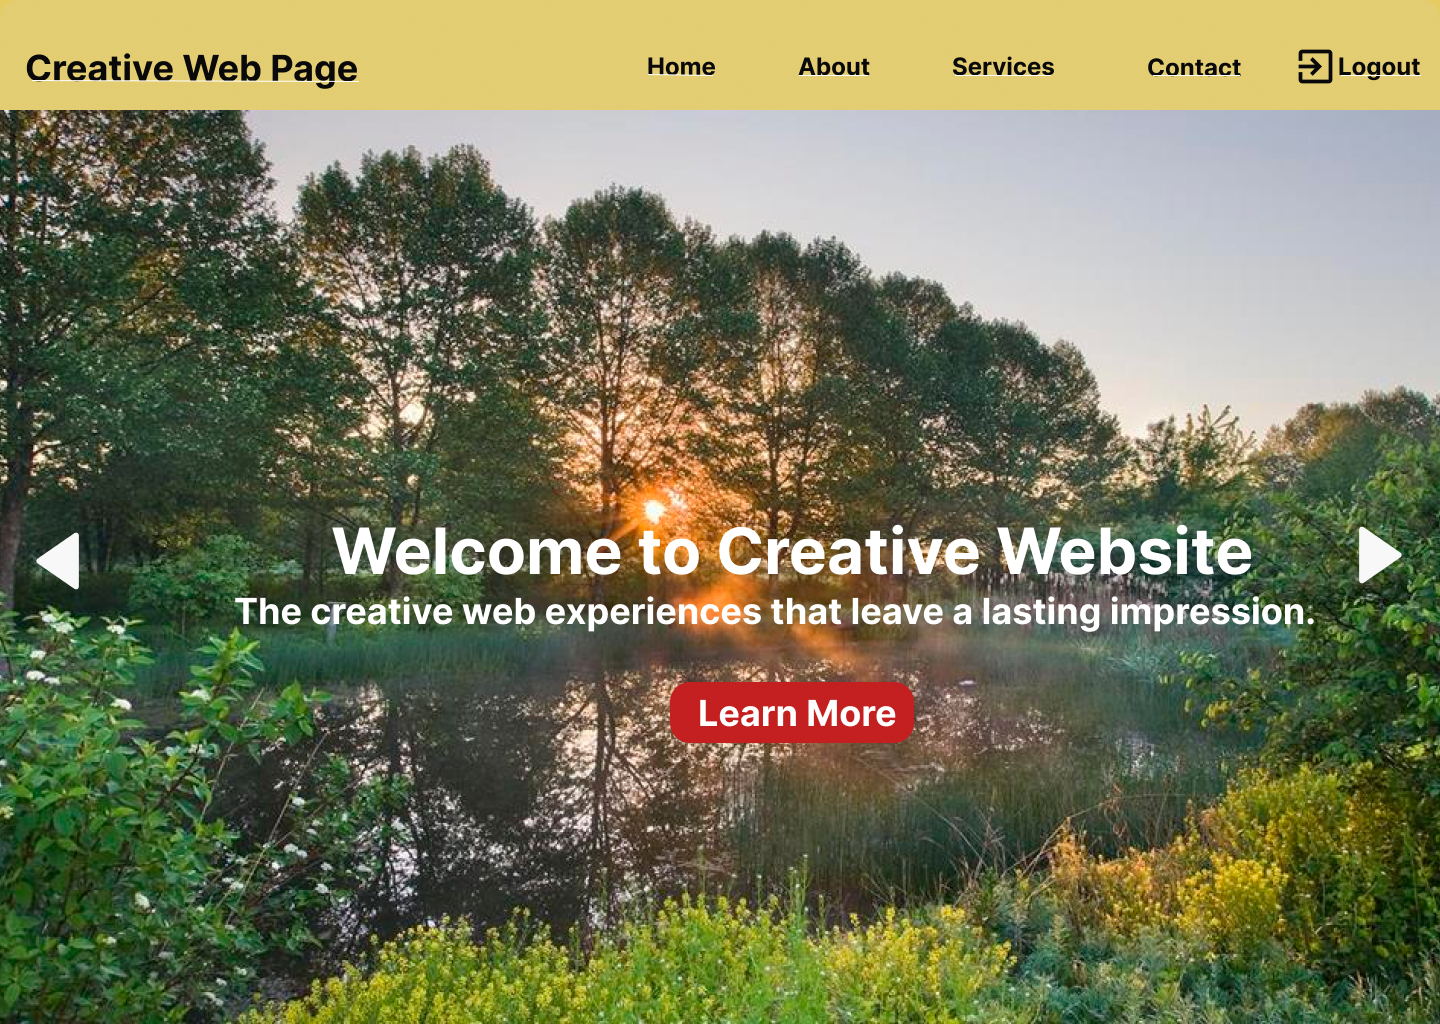 Creative Web Page
Home About Services Contact Logout
Welcome to Creative Website
The creative web experiences that leave a lasting impression.
Learn More